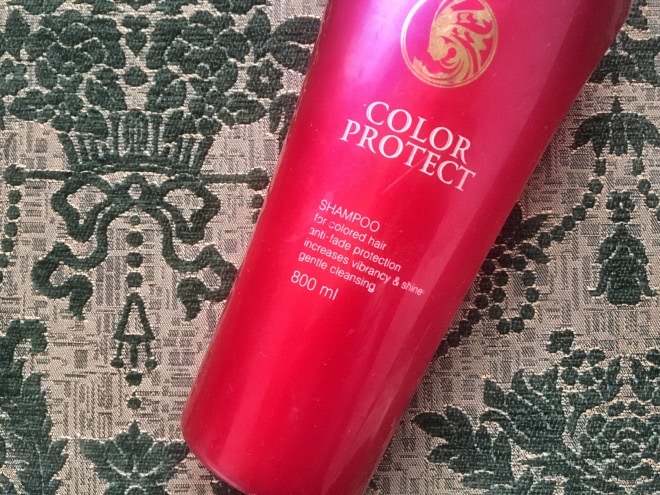 COLOR
PROTECT
SHAMPOO
for colored hair
anti-fade protection
increases vibrancy & shine
gentle cleansing
800 ml